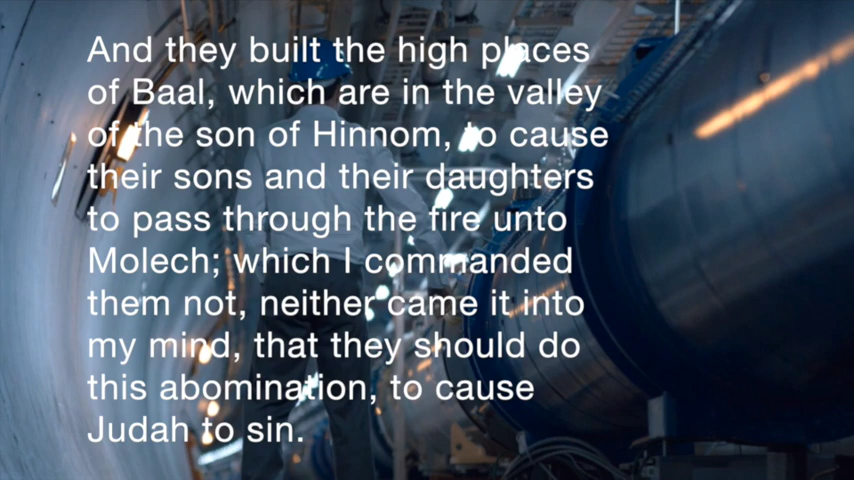 And they built the high places
of Baal, which are in the valley
of the son of Hinnom, to cause
their sons and their daughters
to pass through the fire unto
Molech; which I commanded
them not, neither came it into
my mind, that they should do
this abomination, to cause
Judah to sin.